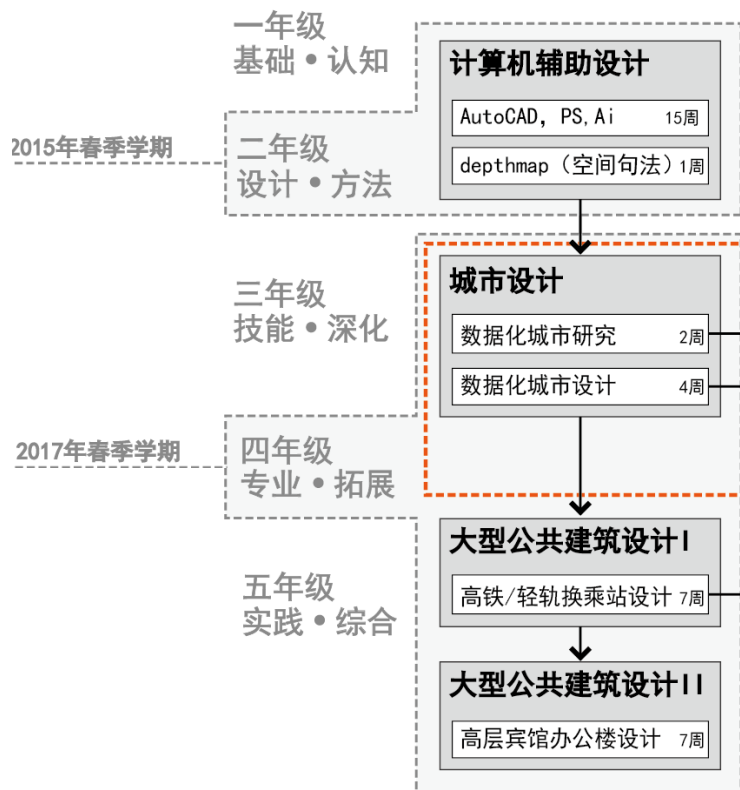 一年级
基础•认知
2015年春季学期
二年级
设计•方法
三年级
技能•深化
2017年春季学期
四年级
专业•拓展
五年级
实践•综合
计算机辅助设计
AutoCAD, PS,Ai 15周
depthmap（空间句法）1周
城市设计
数据化城市研究 2周
数据化城市设计 4周
大型公共建筑设计I
高铁/轻轨换乘站设计 7周
大型公共建筑设计II
高层宾馆办公楼设计 7周